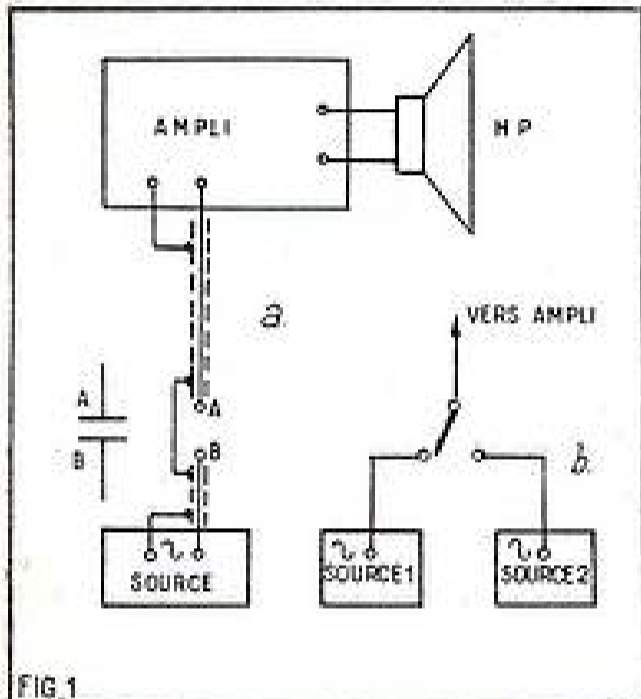 AMPLI
HP
a.
VERS AMPLI
A
A
B
B
b.
SOURCE
SOURCE 1
SOURCE 2
FIG. 1